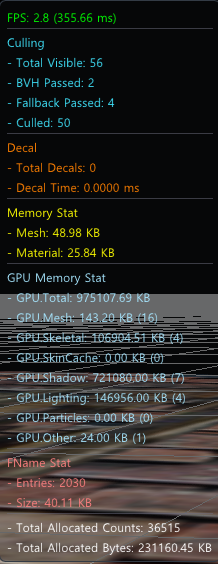 FPS: 2.8 (355.66 ms)
Culling
- Total Visible: 56
- BVH Passed: 2
- Fallback Passed: 4
- Culled: 50
Decal
- Total Decals: 0
- Decal Time: 0.0000 ms
Memory Stat
- Mesh: 48.98 KB
- Material: 25.84 KB
GPU Memory Stat
- GPU.Total: 975107.69 KB
- GPU.Mesh: 143.20 KB (16)
- GPU.Skeletal: 106904.51 KB (4)
- GPU.SkinCache: 0.00 KB (0)
- GPU.Shadow: 721080.00 KB (7)
- GPU.Lighting: 146956.00 KB (4)
- GPU.Particles: 0.00 KB (0)
- GPU.Other: 24.00 KB (1)
FName Stat
- Entries: 2030
- Size: 40.11 KB
- Total Allocated Counts: 36515
- Total Allocated Bytes: 231160.45 KB